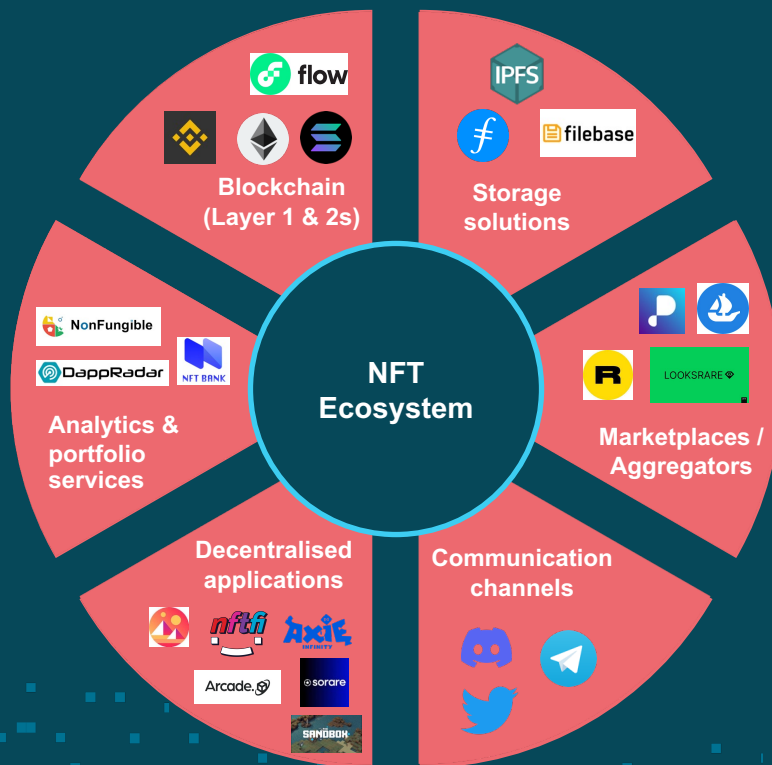 flow
Blockchain
(Layer 1 & 2s)
IPFS
filebase
Storage
solutions
NonFungible
DappRadar
NFT BANK
Analytics &
portfolio
services
NFT
Ecosystem
R
LOOKSRARE
Marketplaces /
Aggregators
Decentralised
applications
nftfi
AXIE
INFINITY
Arcade.
sorare
SANDBOX
Communication
channels